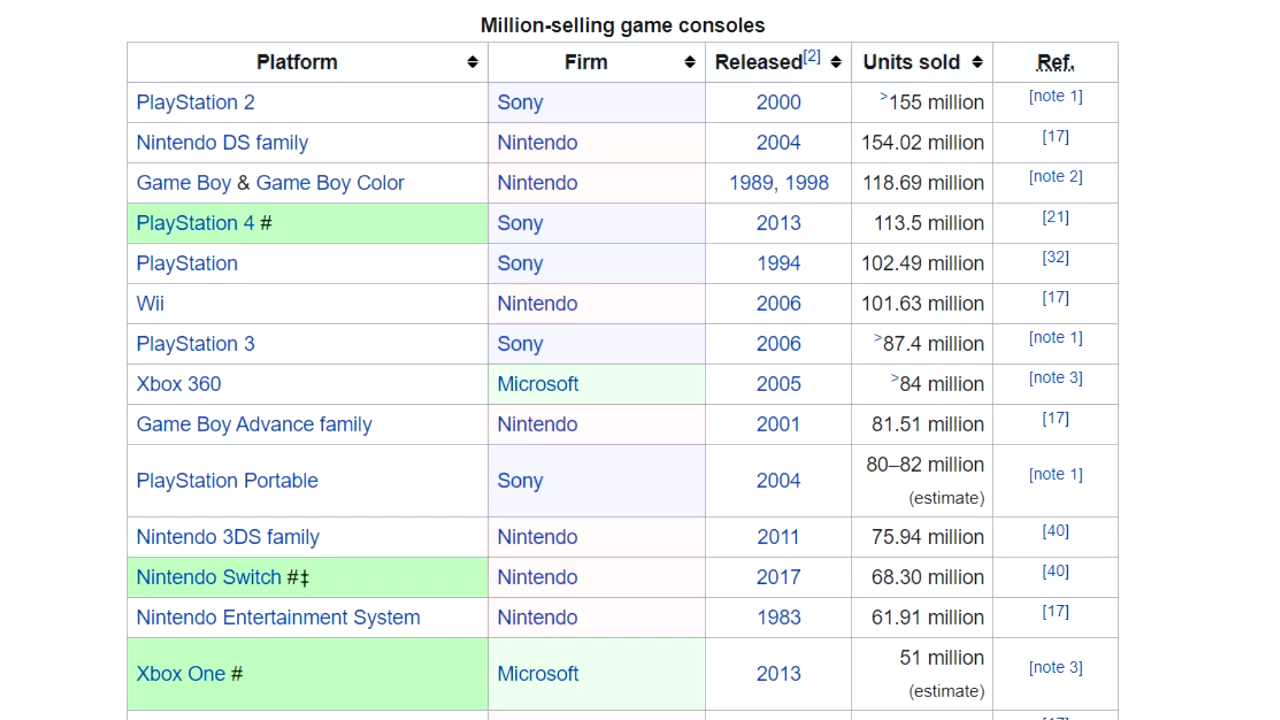 Million-selling game consoles
Platform Firm Released[2] Units sold Ref.
PlayStation 2 Sony 2000 >155 million [note 1]
Nintendo DS family Nintendo 2004 154.02 million [17]
Game Boy & Game Boy Color Nintendo 1989, 1998 118.69 million [note 2]
PlayStation 4 # Sony 2013 113.5 million [21]
PlayStation Sony 1994 102.49 million [32]
Wii Nintendo 2006 101.63 million [17]
PlayStation 3 Sony 2006 >87.4 million [note 1]
Xbox 360 Microsoft 2005 >84 million [note 3]
Game Boy Advance family Nintendo 2001 81.51 million [17]
PlayStation Portable Sony 2004 80–82 million (estimate) [note 1]
Nintendo 3DS family Nintendo 2011 75.94 million [40]
Nintendo Switch #‡ Nintendo 2017 68.30 million [40]
Nintendo Entertainment System Nintendo 1983 61.91 million [17]
Xbox One # Microsoft 2013 51 million (estimate) [note 3]